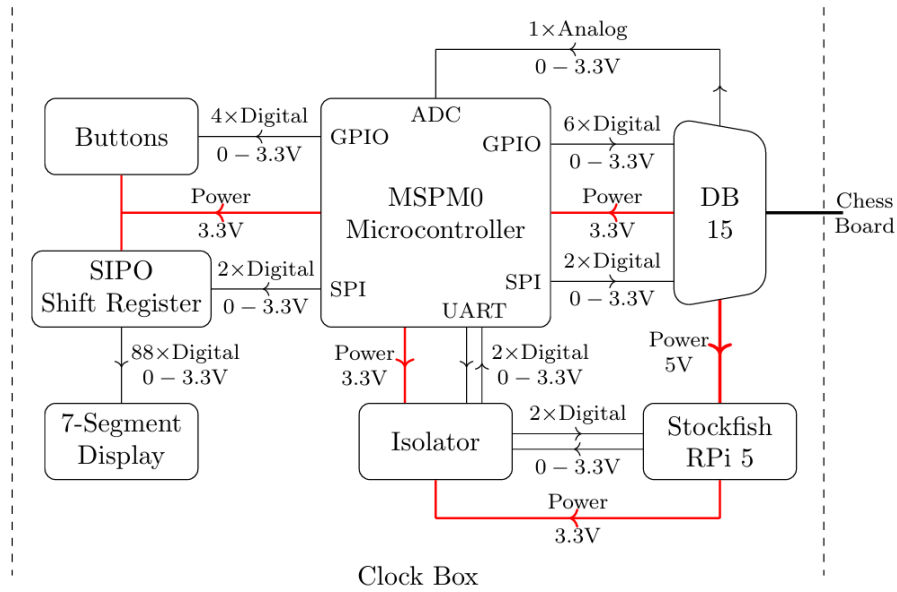 1×Analog
0 − 3.3V
Buttons
4×Digital
0 − 3.3V
GPIO
ADC
GPIO
6×Digital
0 − 3.3V
Power
3.3V
MSPM0
Microcontroller
Power
3.3V
DB
15
Chess
Board
SIPO
Shift Register
2×Digital
0 − 3.3V
SPI
SPI
2×Digital
0 − 3.3V
UART
88×Digital
0 − 3.3V
Power
3.3V
2×Digital
0 − 3.3V
Power
5V
7-Segment
Display
Isolator
2×Digital
0 − 3.3V
Stockfish
RPi 5
Power
3.3V
Clock Box